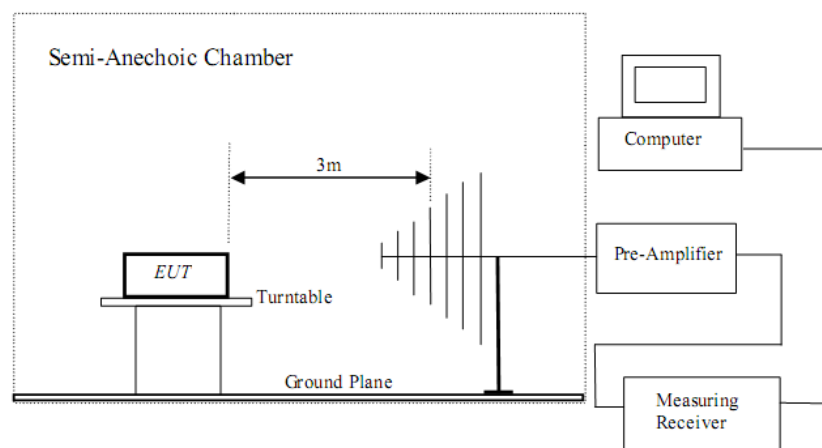 Semi-Anechoic Chamber
Computer
3m
Pre-Amplifier
EUT
Turntable
Ground Plane
Measuring
Receiver